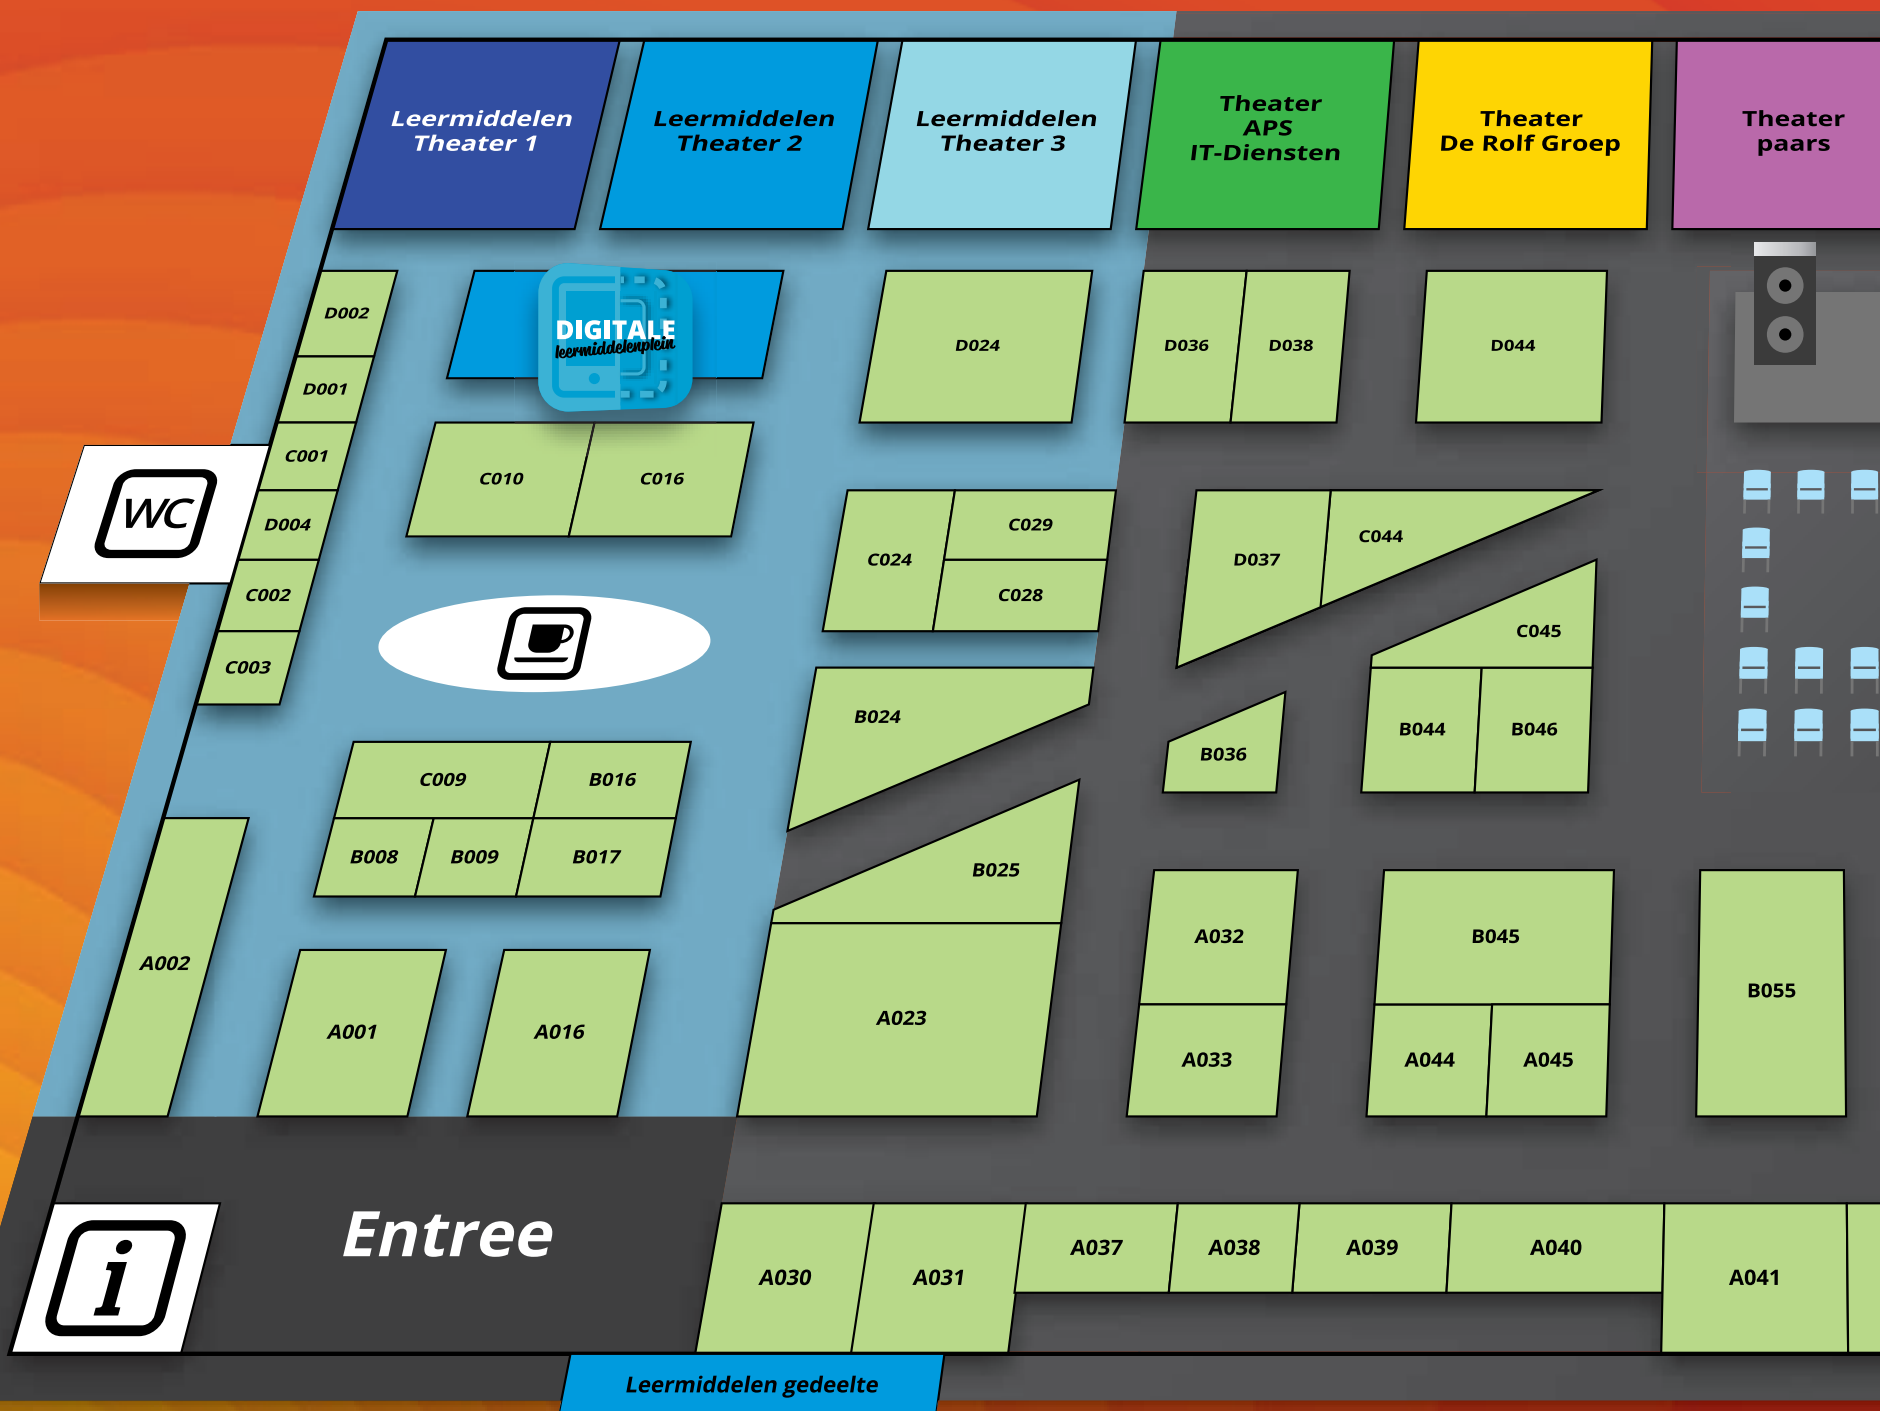 Leermiddelen
Theater 1
Leermiddelen
Theater 2
Leermiddelen
Theater 3
Theater
APS
IT-Diensten
Theater
De Rolf Groep
Theater
paars
D002
D001
C001
D004
C002
C003
WC
DIGITALE
leermiddelenplein
D024
D036
D038
D044
C010
C016
C024
C029
C028
D037
C044
C045
B024
B036
B044
B046
C009
B016
B008
B009
B017
B025
A002
A001
A016
A023
A032
A033
B045
A044
A045
B055
i
Entree
A030
A031
A037
A038
A039
A040
A041
Leermiddelen gedeelte